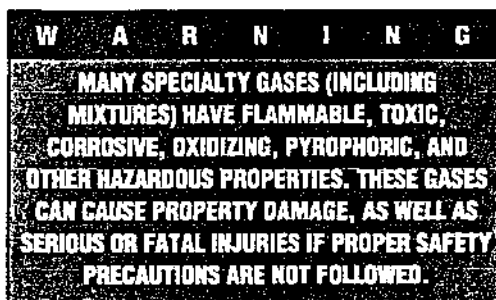 WARNING
MANY SPECIALTY GASES (INCLUDING
MIXTURES) HAVE FLAMMABLE, TOXIC,
CORROSIVE, OXIDIZING, PYROPHORIC, AND
OTHER HAZARDOUS PROPERTIES. THESE GASES
CAN CAUSE PROPERTY DAMAGE, AS WELL AS
SERIOUS OR FATAL INJURIES IF PROPER SAFETY
PRECAUTIONS ARE NOT FOLLOWED.